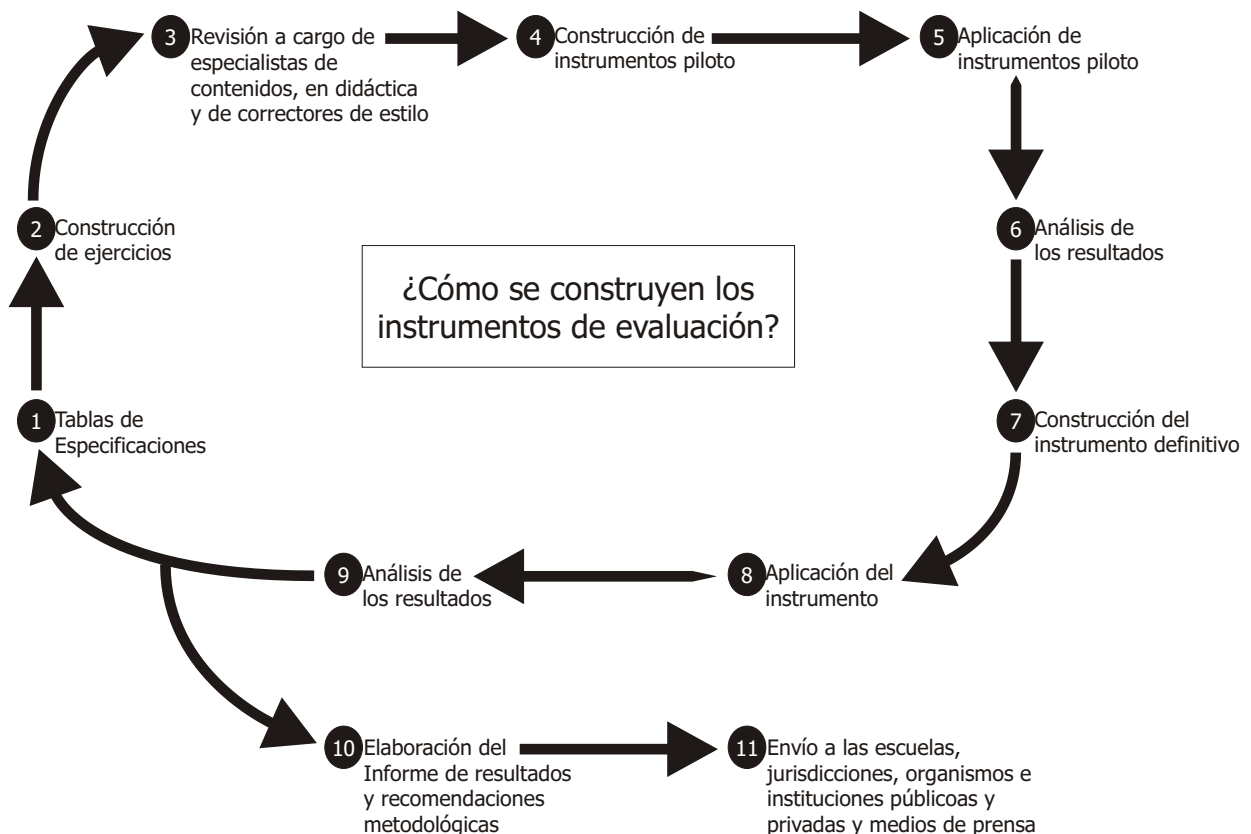 3 Revisión a cargo de
especialistas de
contenidos, en didáctica
y de correctores de estilo
4 Construcción de
instrumentos piloto
5 Aplicación de
instrumentos piloto
2 Construcción
de ejercicios
6 Análisis de
los resultados
¿Cómo se construyen los
instrumentos de evaluación?
1 Tablas de
Especificaciones
7 Construcción del
instrumento definitivo
9 Análisis de
los resultados
8 Aplicación del
instrumento
10 Elaboración del
Informe de resultados
y recomendaciones
metodológicas
11 Envío a las escuelas,
jurisdicciones, organismos e
instituciones públicoas y
privadas y medios de prensa